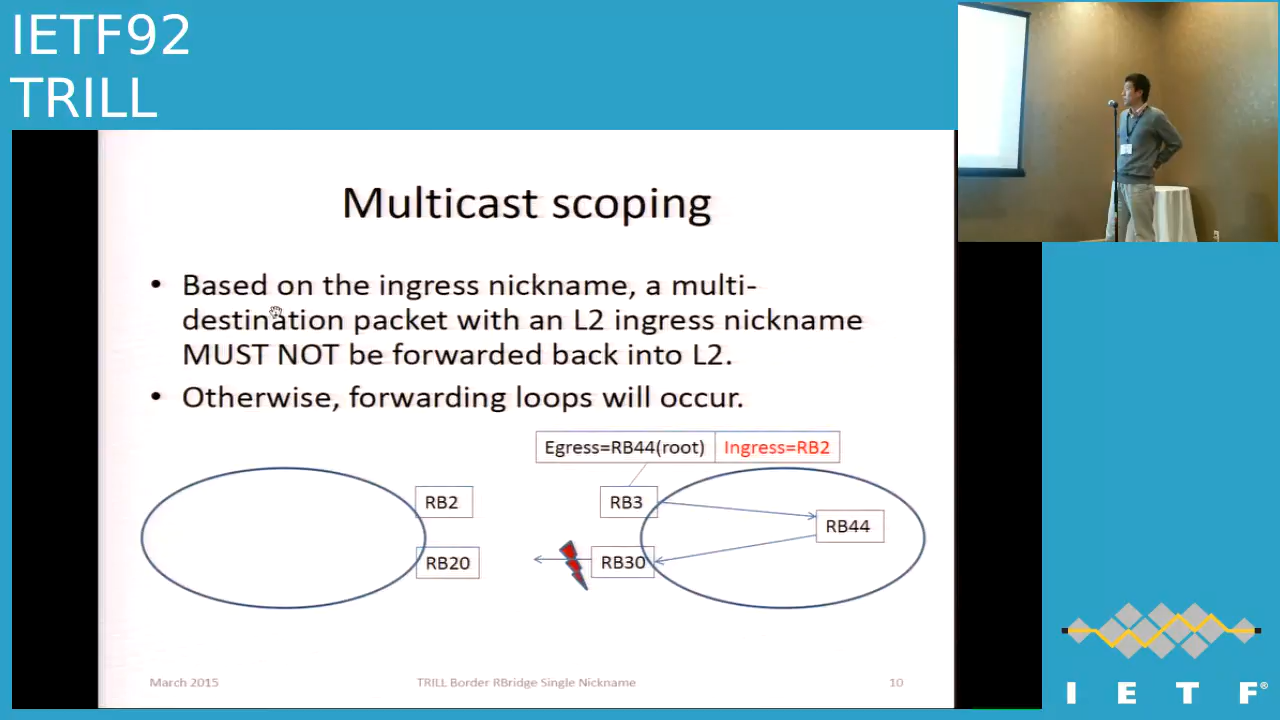 IETF92
TRILL
Multicast scoping
• Based on the ingress nickname, a multi-
destination packet with an L2 ingress nickname
MUST NOT be forwarded back into L2.
• Otherwise, forwarding loops will occur.
Egress=RB44(root) Ingress=RB2
RB2
RB3
RB44
RB20
RB30
March 2015
TRILL Border RBridge Single Nickname
10
I E T F®